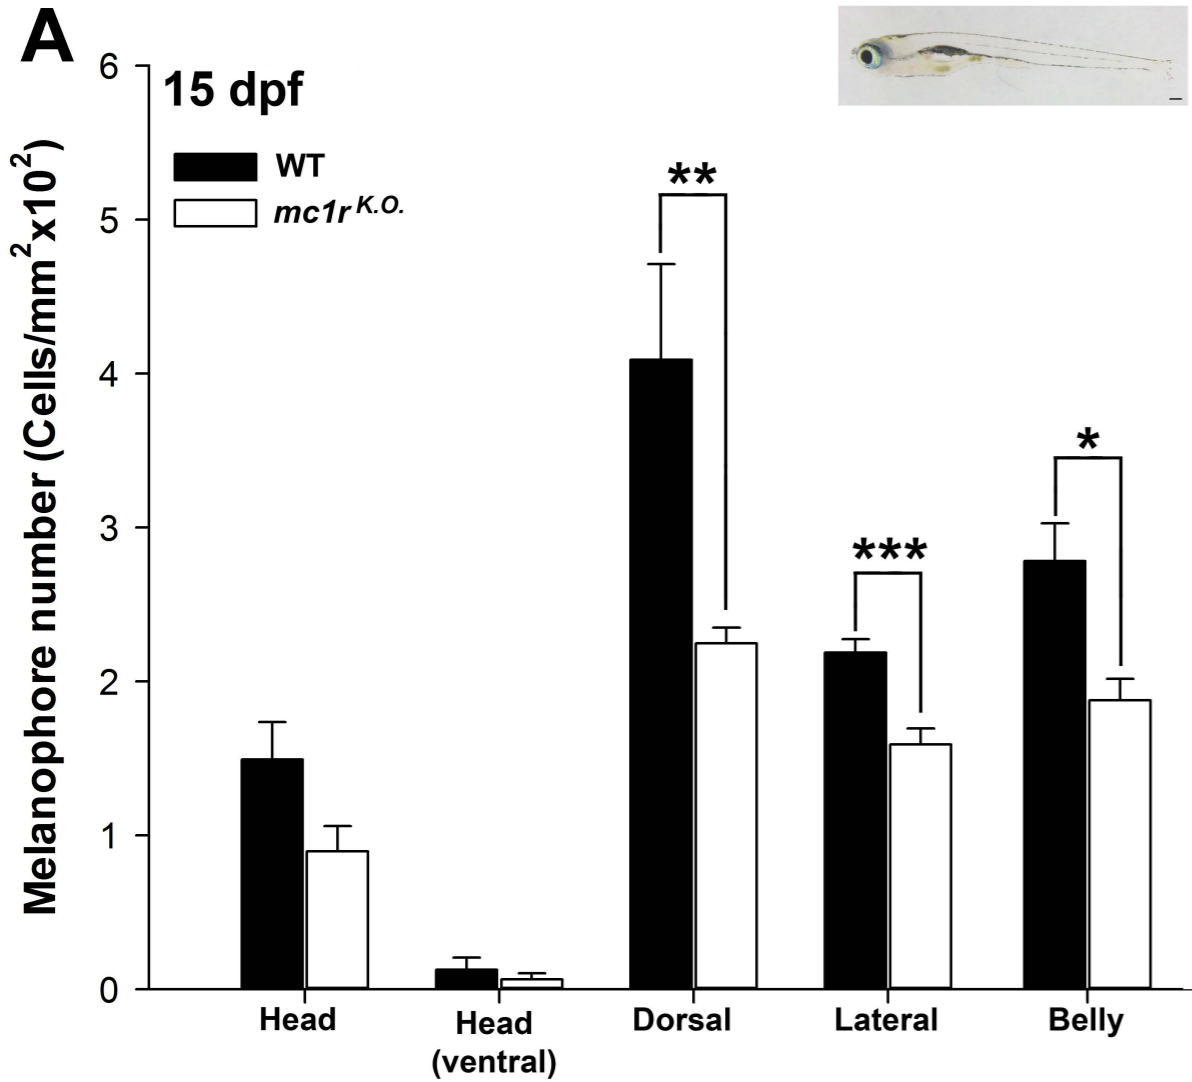 A
15 dpf
WT
mc1r K.O.
Melanophore number (Cells/mm²x10²)
6
5
4
3
2
1
0
**
***
*
Head
Head
(ventral)
Dorsal
Lateral
Belly